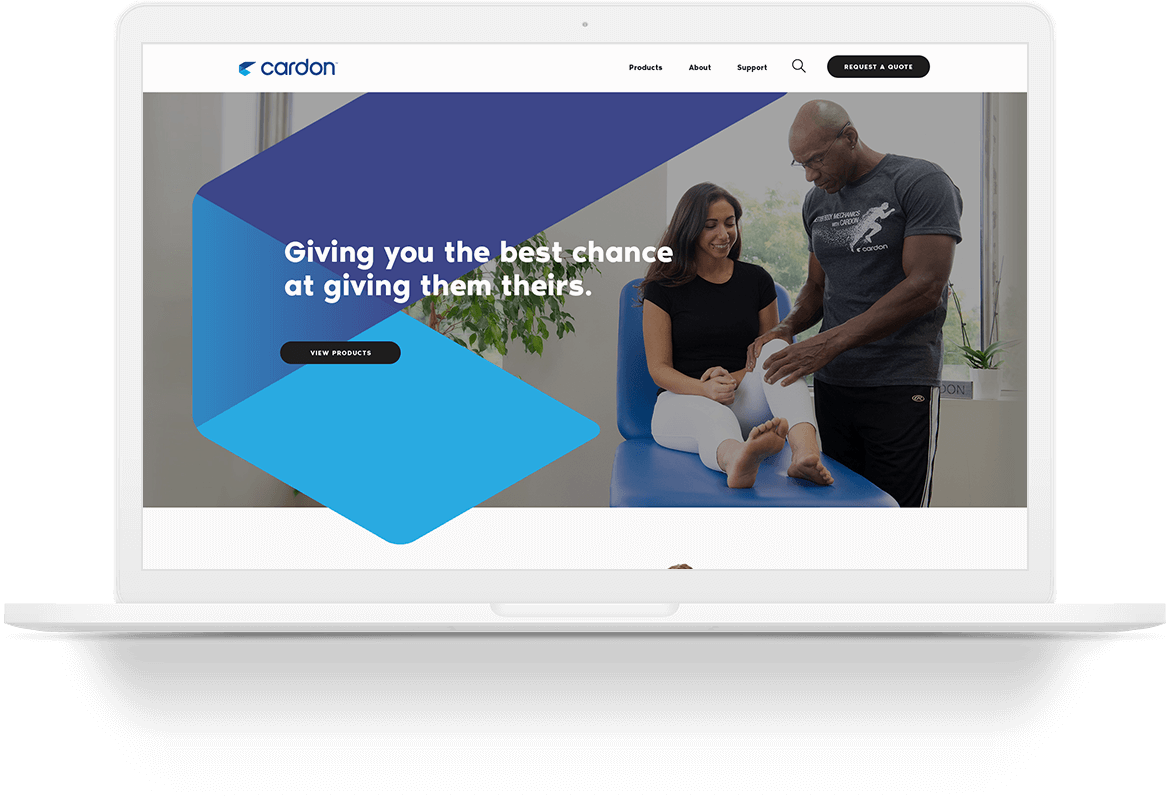 cardon
Products
About
Support
REQUEST A QUOTE
Giving you the best chance
at giving them theirs.
VIEW PRODUCTS
BODY MECHANICS
WITH CARDON
cardon
DON